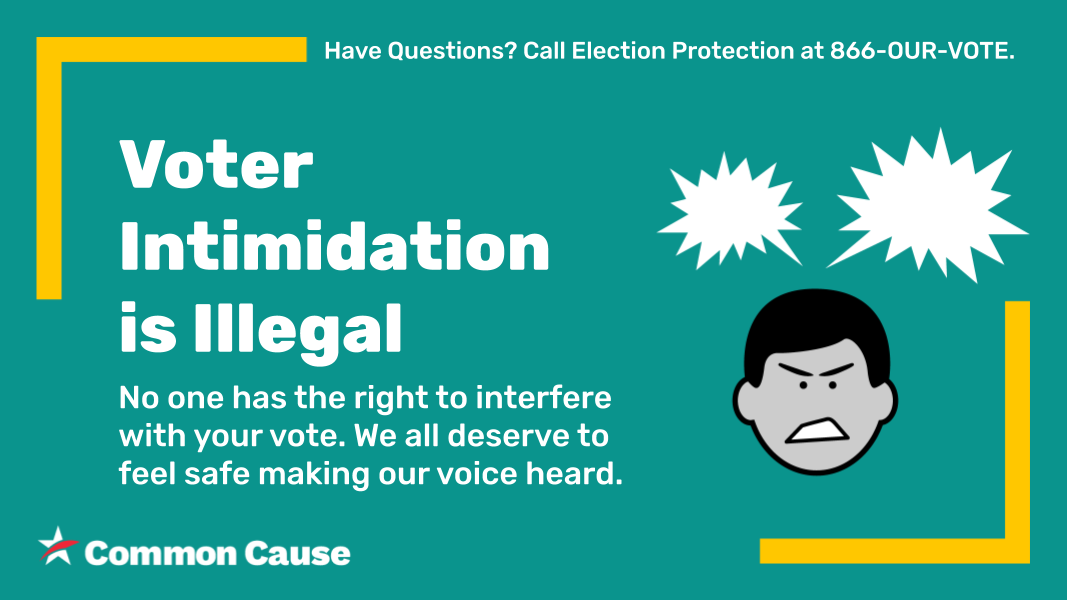 Have Questions? Call Election Protection at 866-OUR-VOTE.
Voter
Intimidation
is Illegal
No one has the right to interfere
with your vote. We all deserve to
feel safe making our voice heard.
Common Cause